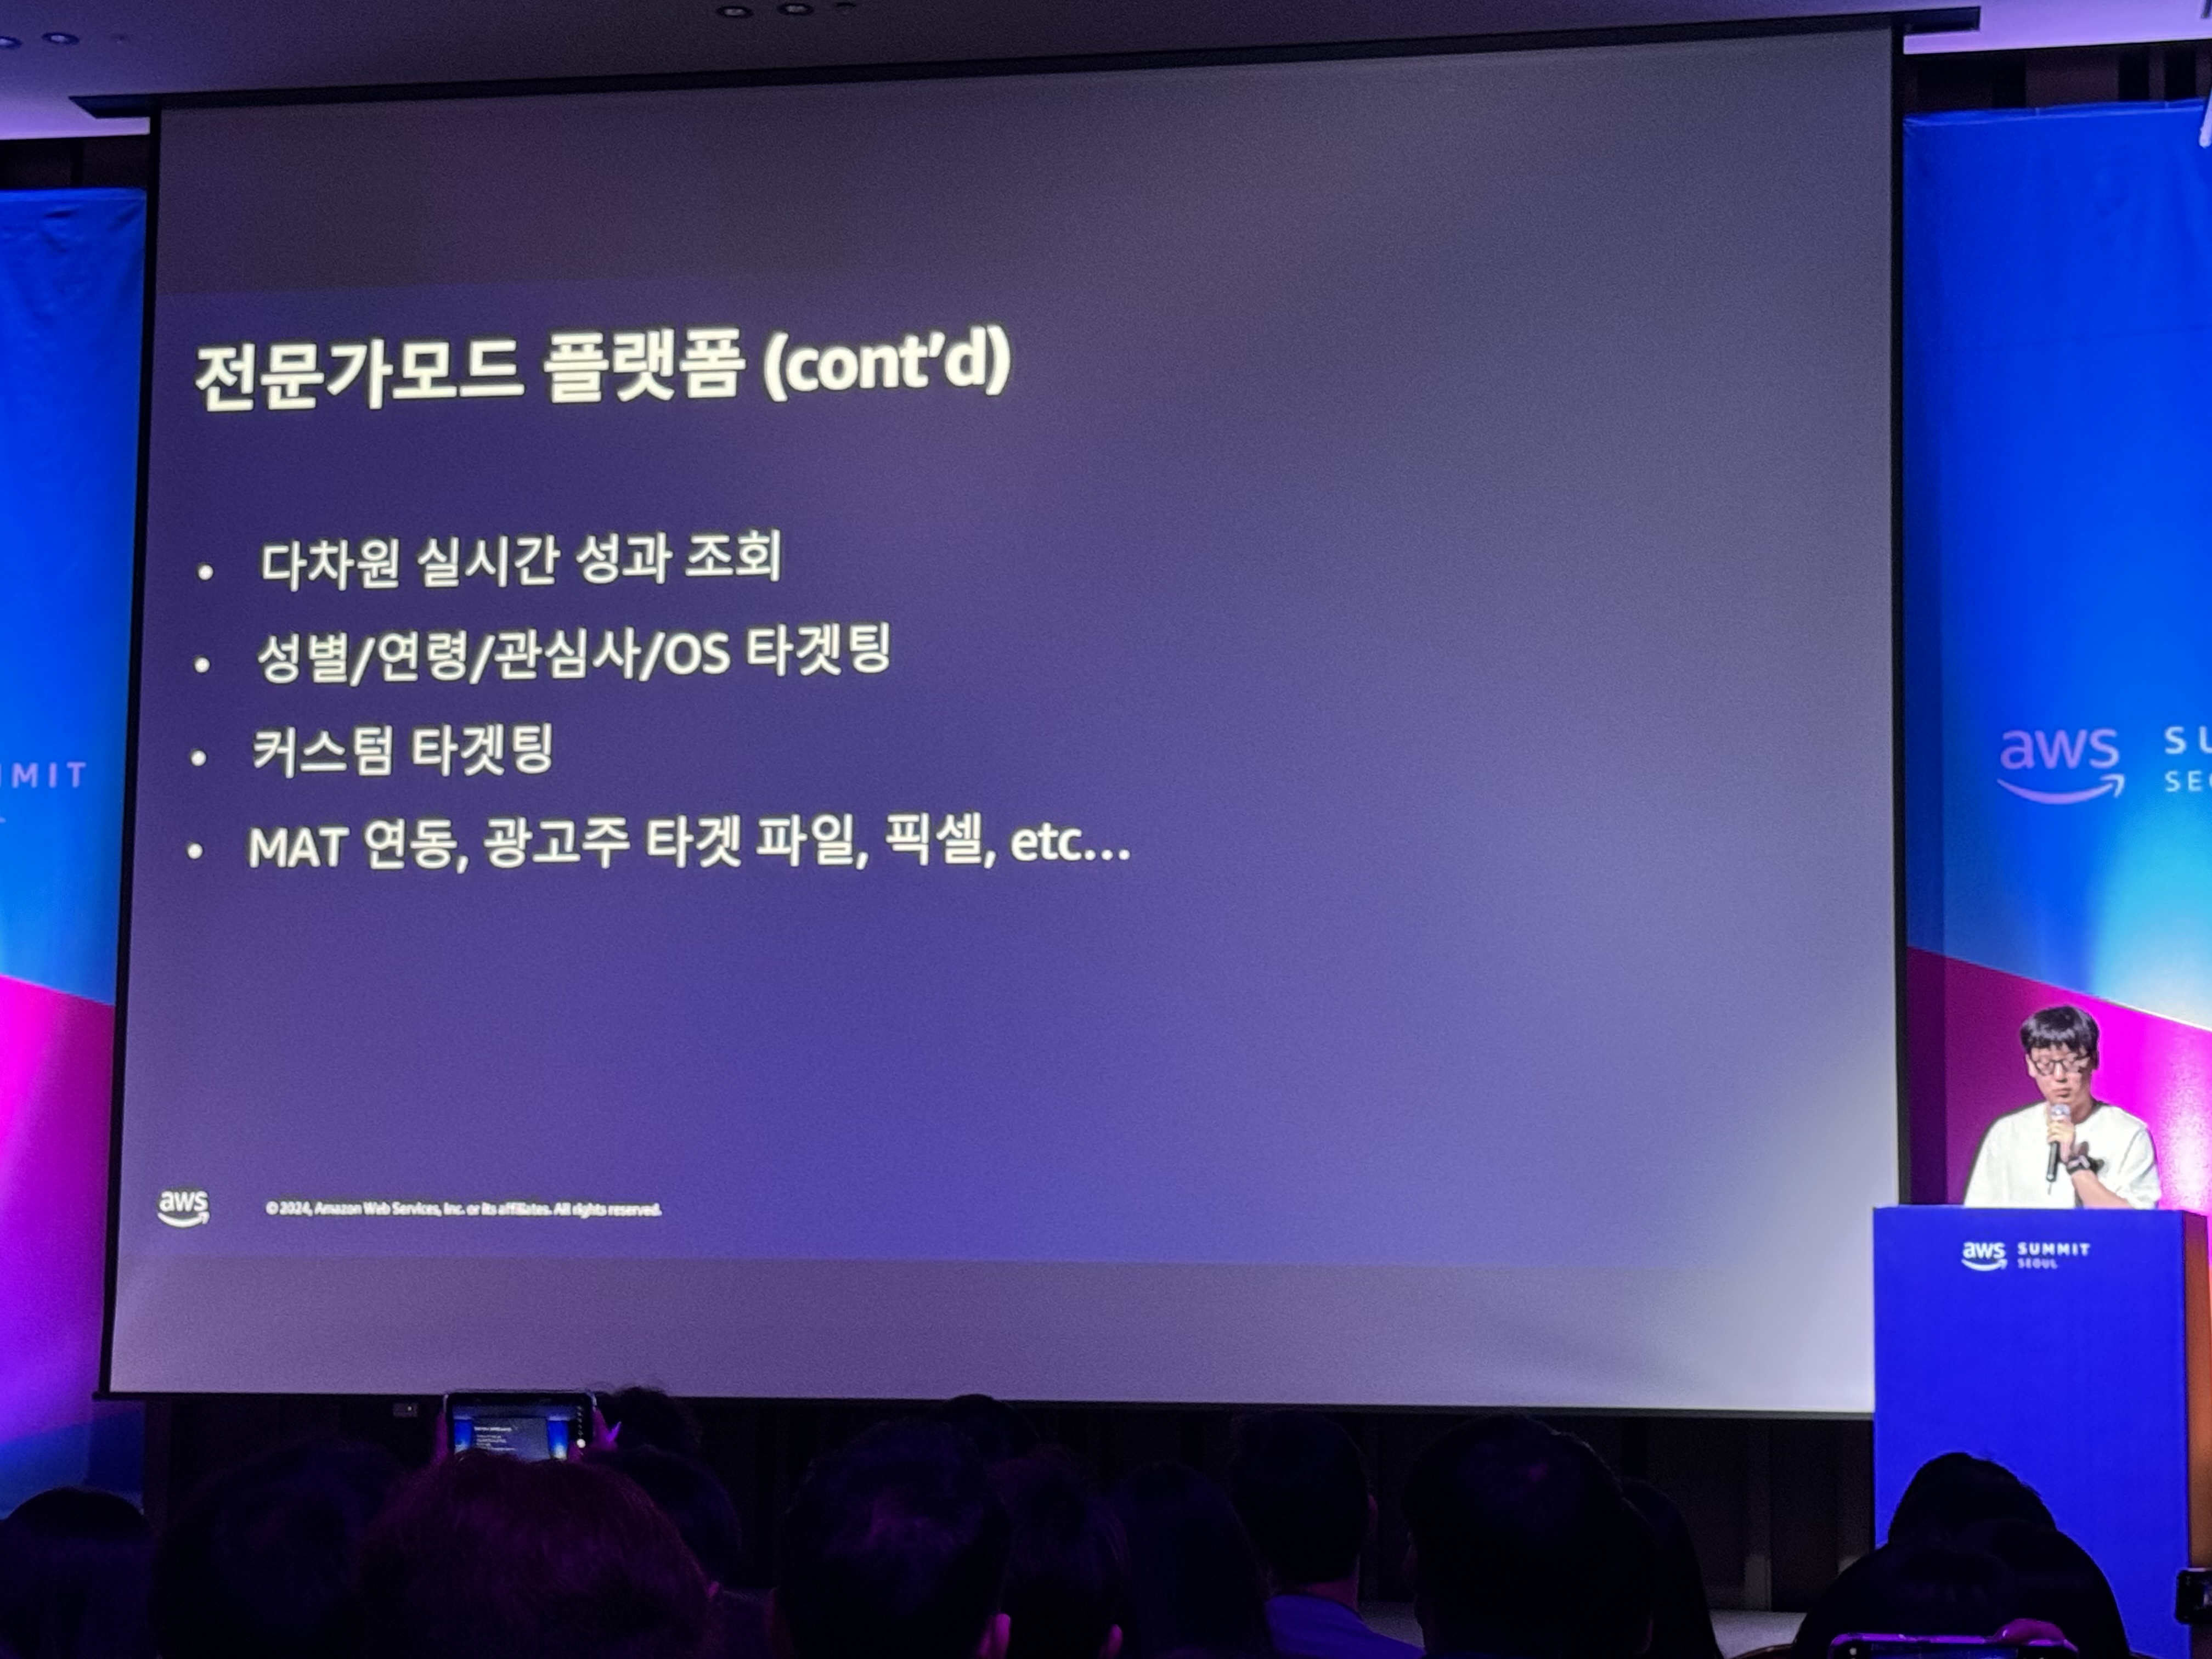 전문가모드 플랫폼 (cont'd)
• 다차원 실시간 성과 조회
• 성별/연령/관심사/OS 타겟팅
• 커스텀 타겟팅
• MAT 연동, 광고주 타겟 파일, 픽셀, etc...
aws
© 2024, Amazon Web Services, Inc. or its affiliates. All rights reserved.
MIT
aws SU
SE
aws SUMMIT
SEOUL